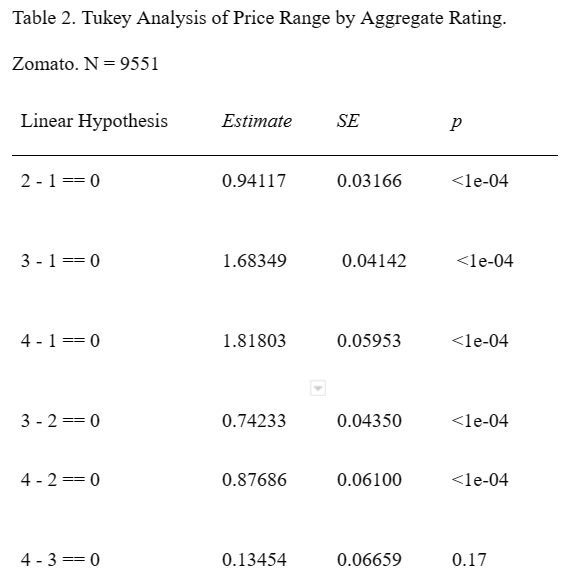 Table 2. Tukey Analysis of Price Range by Aggregate Rating.
Zomato. N = 9551
Linear Hypothesis Estimate SE p
2 - 1 == 0 0.94117 0.03166 <1e-04
3 - 1 == 0 1.68349 0.04142 <1e-04
4 - 1 == 0 1.81803 0.05953 <1e-04
3 - 2 == 0 0.74233 0.04350 <1e-04
4 - 2 == 0 0.87686 0.06100 <1e-04
4 - 3 == 0 0.13454 0.06659 0.17